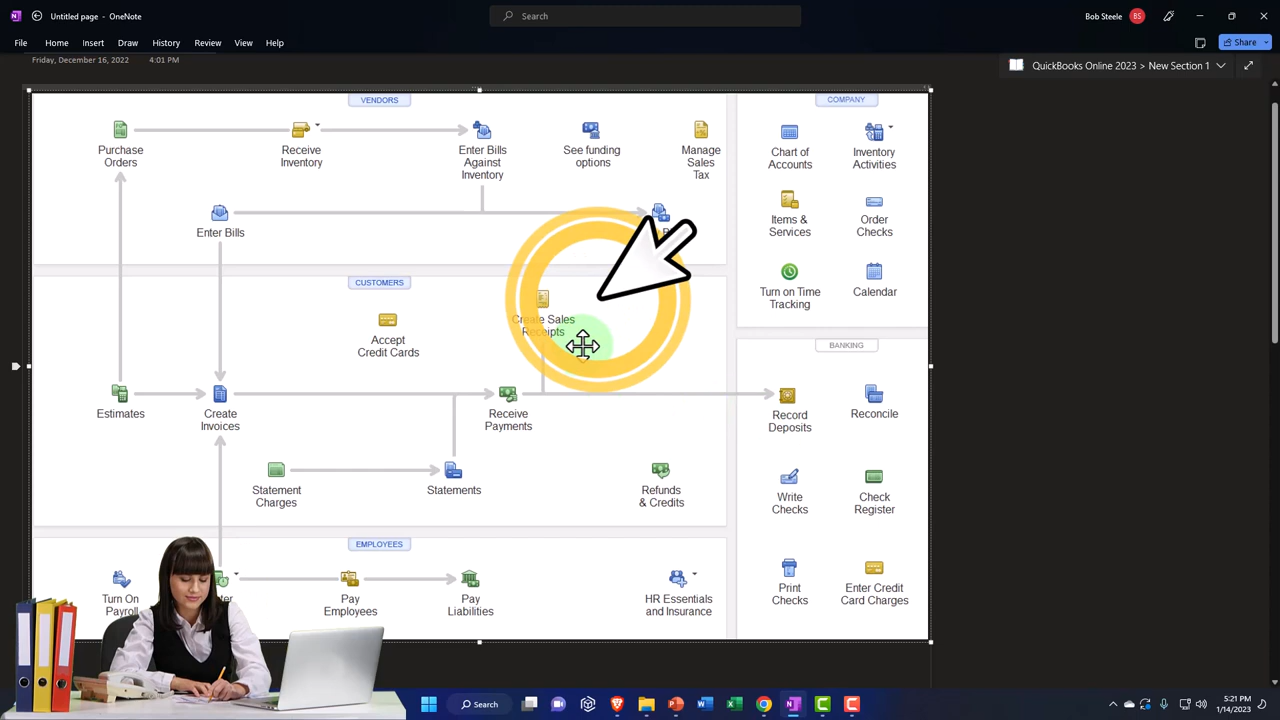 Untitled page - OneNote
Search
Bob Steele
BS
File
Home
Insert
Draw
History
Review
View
Help
Share
Friday, December 16, 2022
4:01 PM
QuickBooks Online 2023 > New Section 1
VENDORS
Purchase
Orders
Receive
Inventory
Enter Bills
Against
Inventory
See funding
options
Manage
Sales
Tax
Enter Bills
CUSTOMERS
Create Sales
Receipts
Accept
Credit Cards
Estimates
Create
Invoices
Receive
Payments
Statement
Charges
Statements
Refunds
& Credits
EMPLOYEES
Turn On
Payroll
Pay
Employees
Pay
Liabilities
HR Essentials
and Insurance
COMPANY
Chart of
Accounts
Inventory
Activities
Items &
Services
Order
Checks
Turn on Time
Tracking
Calendar
BANKING
Record
Deposits
Reconcile
Write
Checks
Check
Register
Print
Checks
Enter Credit
Card Charges
Search
5:21 PM
1/14/2023